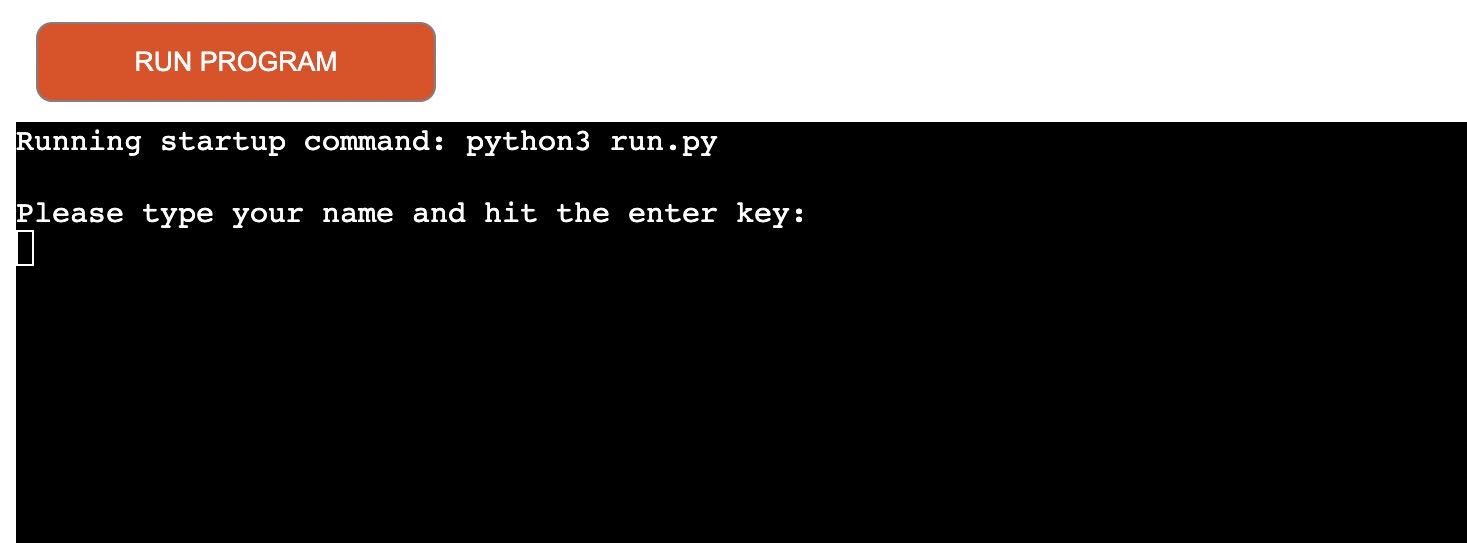 RUN PROGRAM
Running startup command: python3 run.py
Please type your name and hit the enter key: